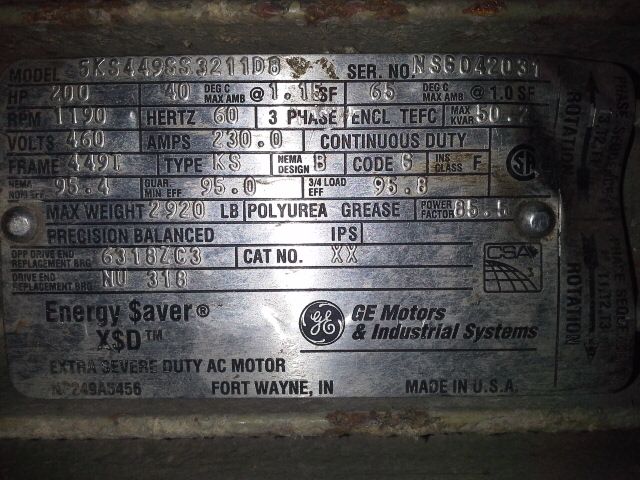 MODEL 5KS449SS3211D8 SER. NO. NS6042031
HP 200 40 DEG C MAX AMB @ 1.15 SF 65 DEG C MAX AMB @ 1.0 SF
RPM 1190 HERTZ 60 3 PHASE ENCL TEFC MAX KVAR 50.2
VOLTS 460 AMPS 230.0 CONTINUOUS DUTY
FRAME 449T TYPE KS NEMA DESIGN B CODE G INS CLASS F
NEMA NOM EFF 95.4 GUAR MIN EFF 95.0 3/4 LOAD EFF 95.8
MAX WEIGHT 2920 LB POLYUREA GREASE POWER FACTOR 85.5
PRECISION BALANCED IPS
OPP DRIVE END REPLACEMENT BRG 6318ZC3 CAT NO. XX
DRIVE END REPLACEMENT BRG NU 318
CSA
Energy $aver®
X$D™
GE
GE Motors
& Industrial Systems
EXTRA SEVERE DUTY AC MOTOR
249A5456 FORT WAYNE, IN MADE IN U.S.A.
ROTATION
ROTATION